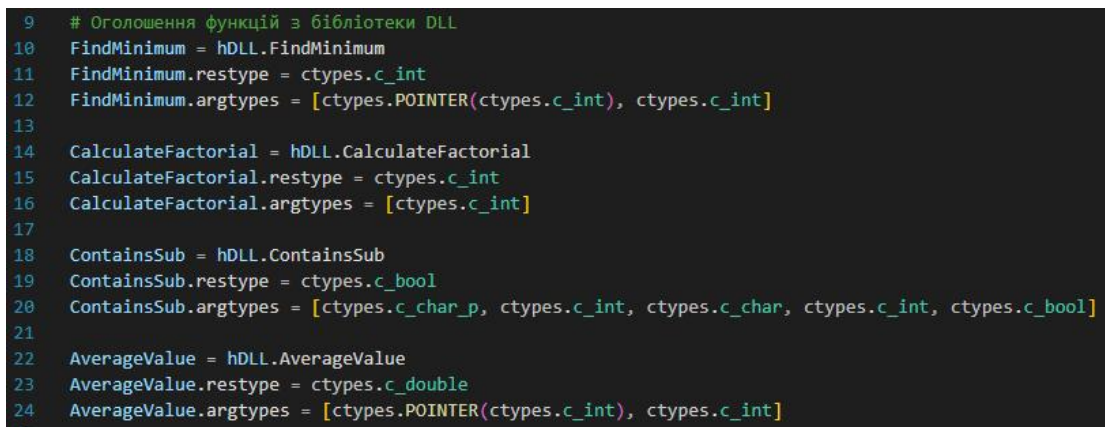 9 # Оголошення функцій з бібліотеки DLL
10 FindMinimum = hDLL.FindMinimum
11 FindMinimum.restype = ctypes.c_int
12 FindMinimum.argtypes = [ctypes.POINTER(ctypes.c_int), ctypes.c_int]
13
14 CalculateFactorial = hDLL.CalculateFactorial
15 CalculateFactorial.restype = ctypes.c_int
16 CalculateFactorial.argtypes = [ctypes.c_int]
17
18 ContainsSub = hDLL.ContainsSub
19 ContainsSub.restype = ctypes.c_bool
20 ContainsSub.argtypes = [ctypes.c_char_p, ctypes.c_int, ctypes.c_char, ctypes.c_int, ctypes.c_bool]
21
22 AverageValue = hDLL.AverageValue
23 AverageValue.restype = ctypes.c_double
24 AverageValue.argtypes = [ctypes.POINTER(ctypes.c_int), ctypes.c_int]